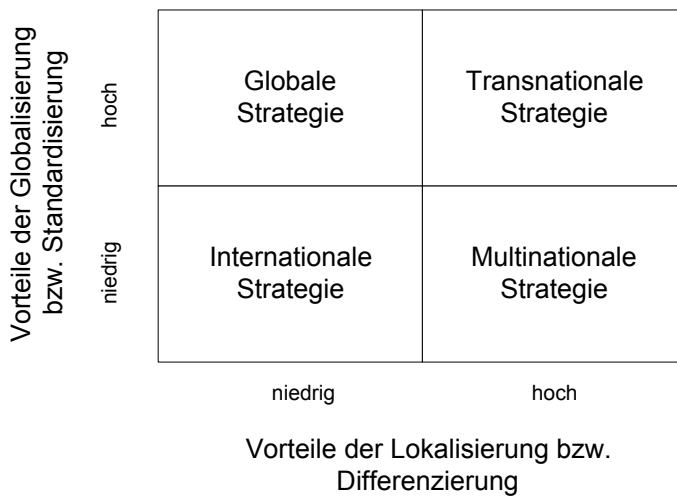 Vorteile der Globalisierung
bzw. Standardisierung
hoch
niedrig
Globale
Strategie
Transnationale
Strategie
Internationale
Strategie
Multinationale
Strategie
niedrig
hoch
Vorteile der Lokalisierung bzw.
Differenzierung